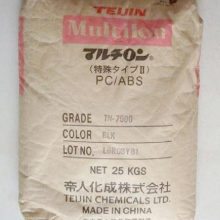 TEIJIN
Multilon
マルチロン®
(特殊タイプⅡ)
PC/ABS
GRADE TN-7500
COLOR BLK
LOT NO.
NET 25 KGS
帝人化成株式会社
TEIJIN CHEMICALS LTD.
MADE IN CHINA